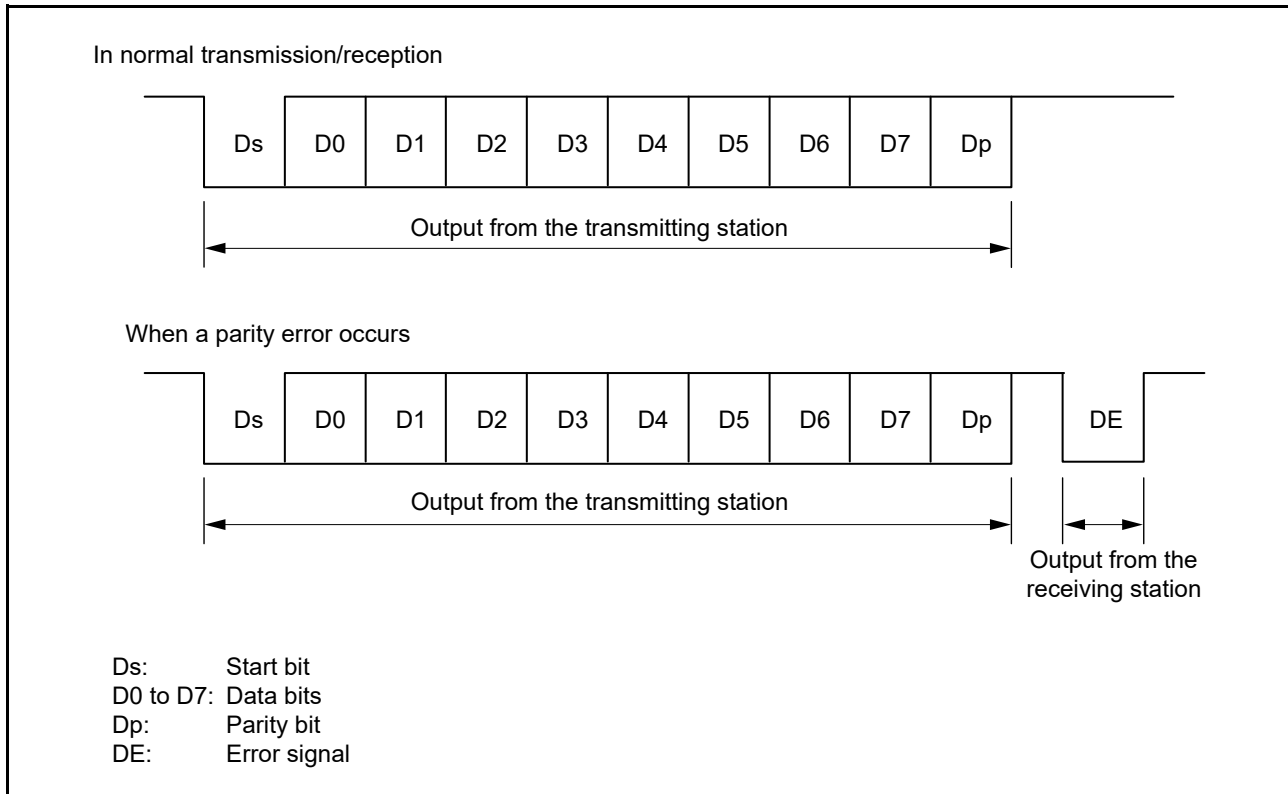 In normal transmission/reception
Ds D0 D1 D2 D3 D4 D5 D6 D7 Dp
Output from the transmitting station
When a parity error occurs
Ds D0 D1 D2 D3 D4 D5 D6 D7 Dp DE
Output from the transmitting station
Output from the
receiving station
Ds: Start bit
D0 to D7: Data bits
Dp: Parity bit
DE: Error signal